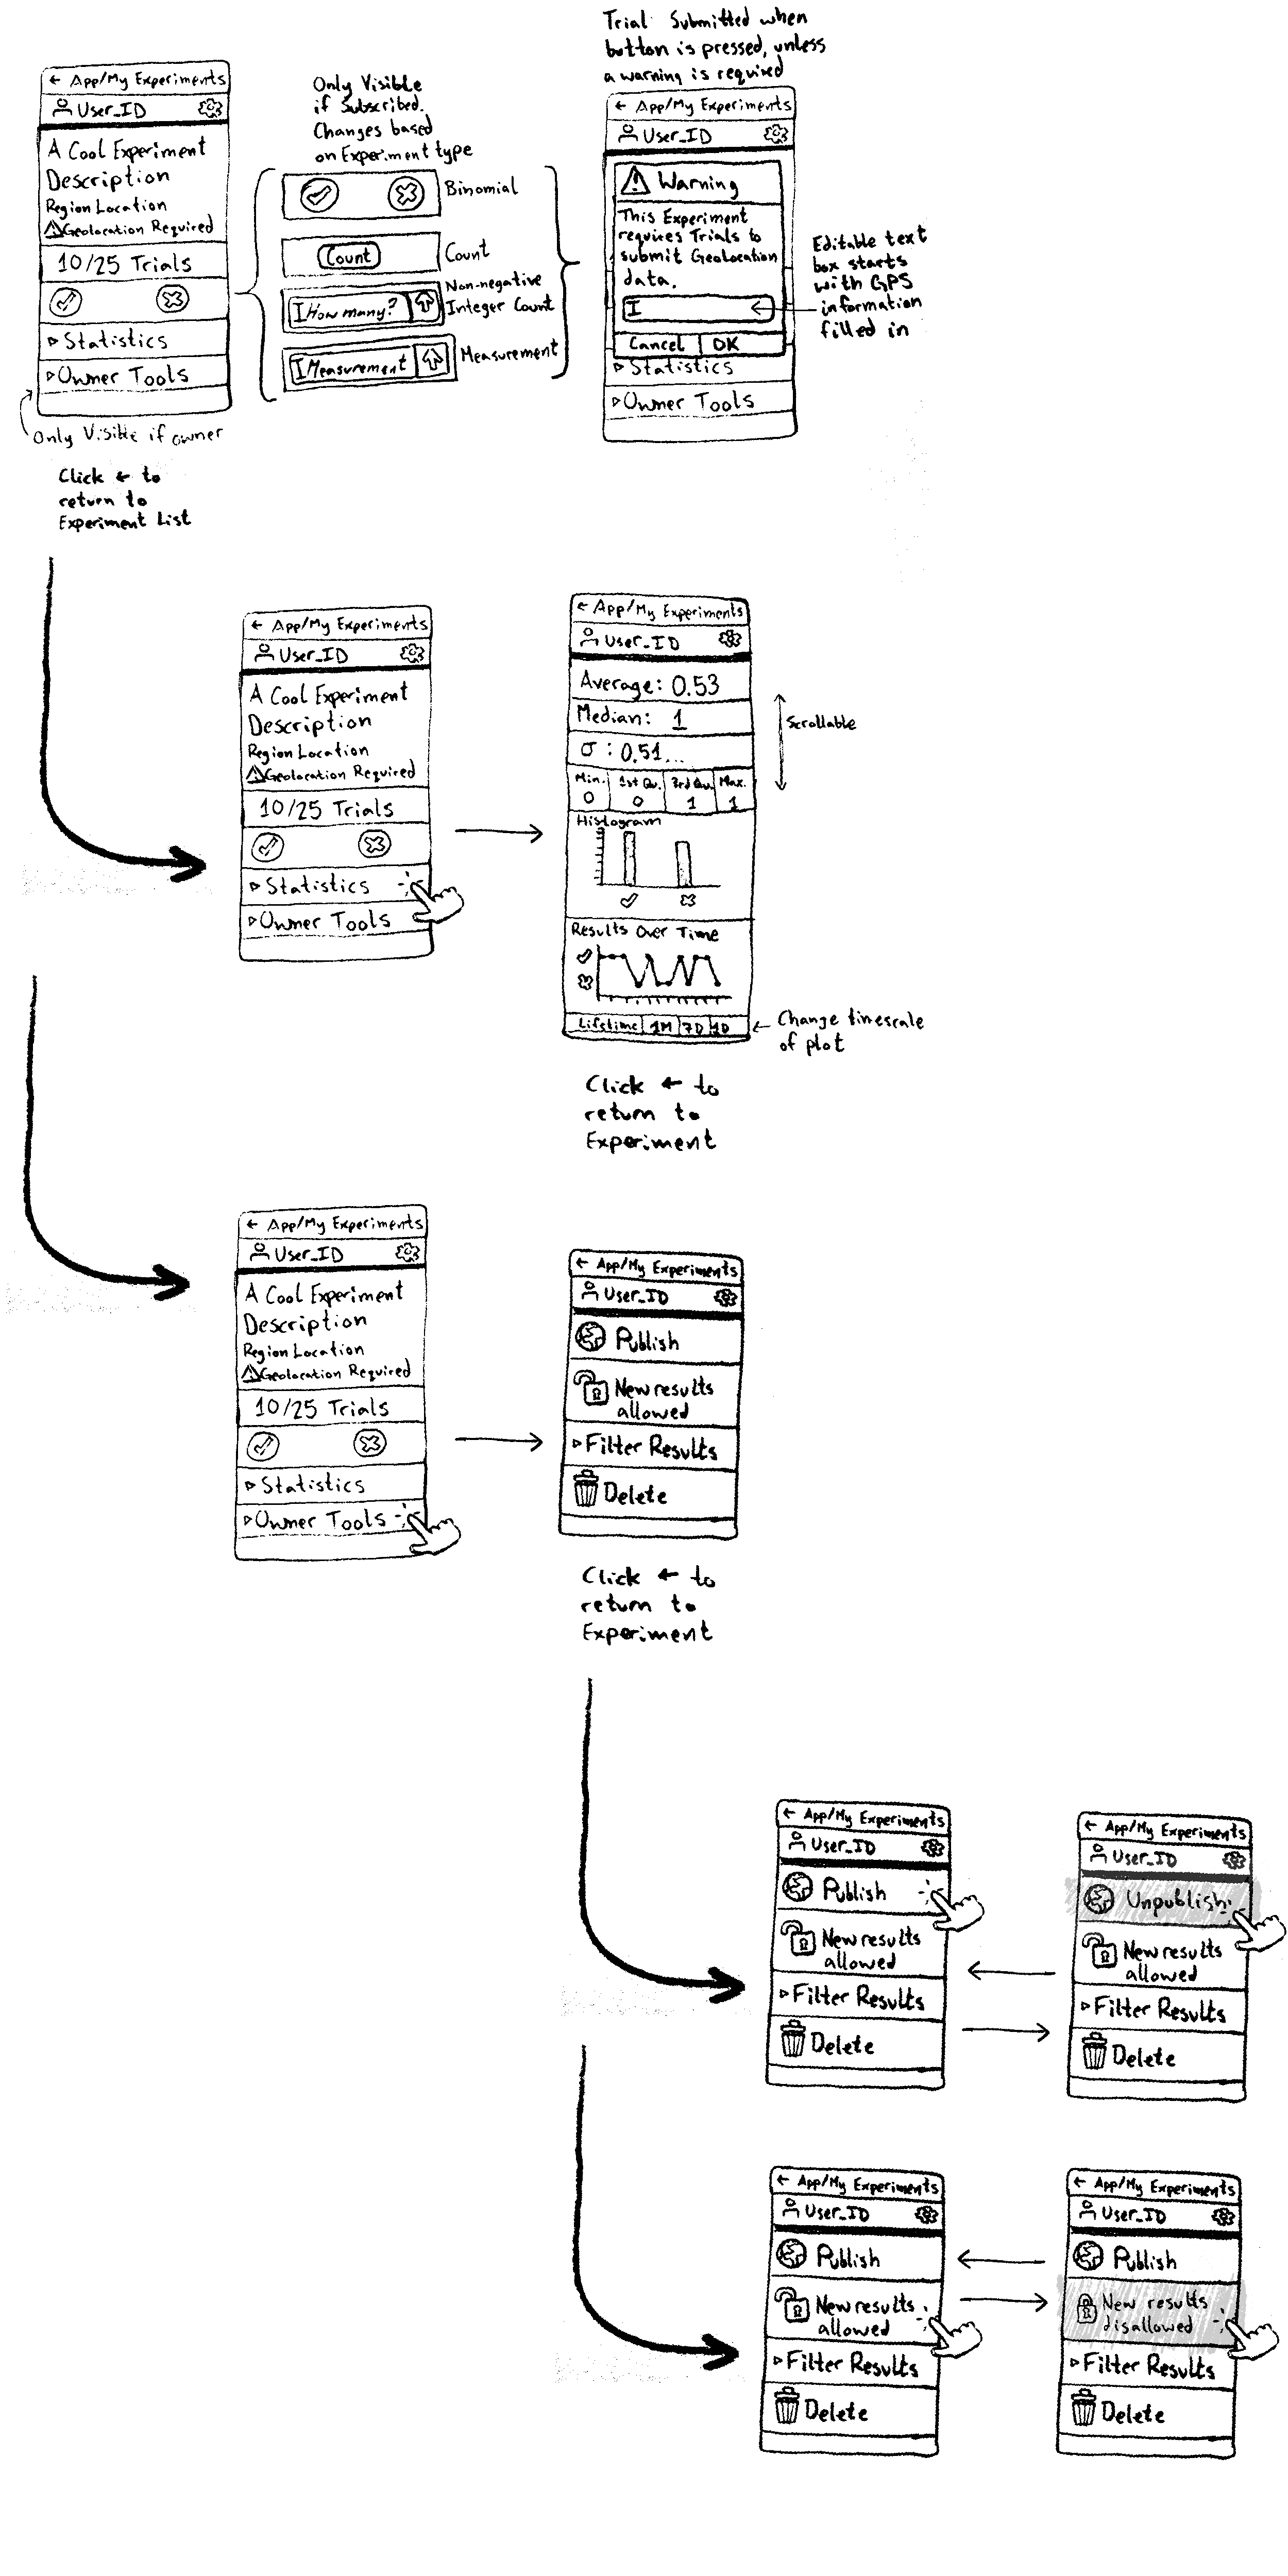 Trial Submitted when
button is pressed, unless
a warning is required
← App/My Experiments
User_ID
A Cool Experiment
Description
Region Location
Geolocation Required
10/25 Trials
Statistics
Owner Tools
Only Visible if owner
Click ← to
return to
Experiment List
Only Visible
if Subscribed.
Changes based
on Experiment type
Binomial
Count
Count
Non-negative
Integer Count
How many?
Measurement
Measurement
← App/My Experiments
User_ID
Warning
This Experiment
requires Trials to
submit Geolocation
data.
Cancel OK
Statistics
Owner Tools
Editable text
box starts
with GPS
information
filled in
← App/My Experiments
User_ID
A Cool Experiment
Description
Region Location
Geolocation Required
10/25 Trials
Statistics
Owner Tools
← App/My Experiments
User_ID
Average: 0.53
Median: 1
σ : 0.51...
Min. 1st Qu. 3rd Qu. Max.
0 0 1 1
Histogram
Results Over Time
Lifetime 1M 7D 1D
Scrollable
← Change timescale
of plot
Click ← to
return to
Experiment
← App/My Experiments
User_ID
A Cool Experiment
Description
Region Location
Geolocation Required
10/25 Trials
Statistics
Owner Tools
← App/My Experiments
User_ID
Publish
New results
allowed
Filter Results
Delete
Click ← to
return to
Experiment
← App/My Experiments
User_ID
Publish
New results
allowed
Filter Results
Delete
← App/My Experiments
User_ID
Unpublish
New results
allowed
Filter Results
Delete
← App/My Experiments
User_ID
Publish
New results
allowed
Filter Results
Delete
← App/My Experiments
User_ID
Publish
New results
disallowed
Filter Results
Delete